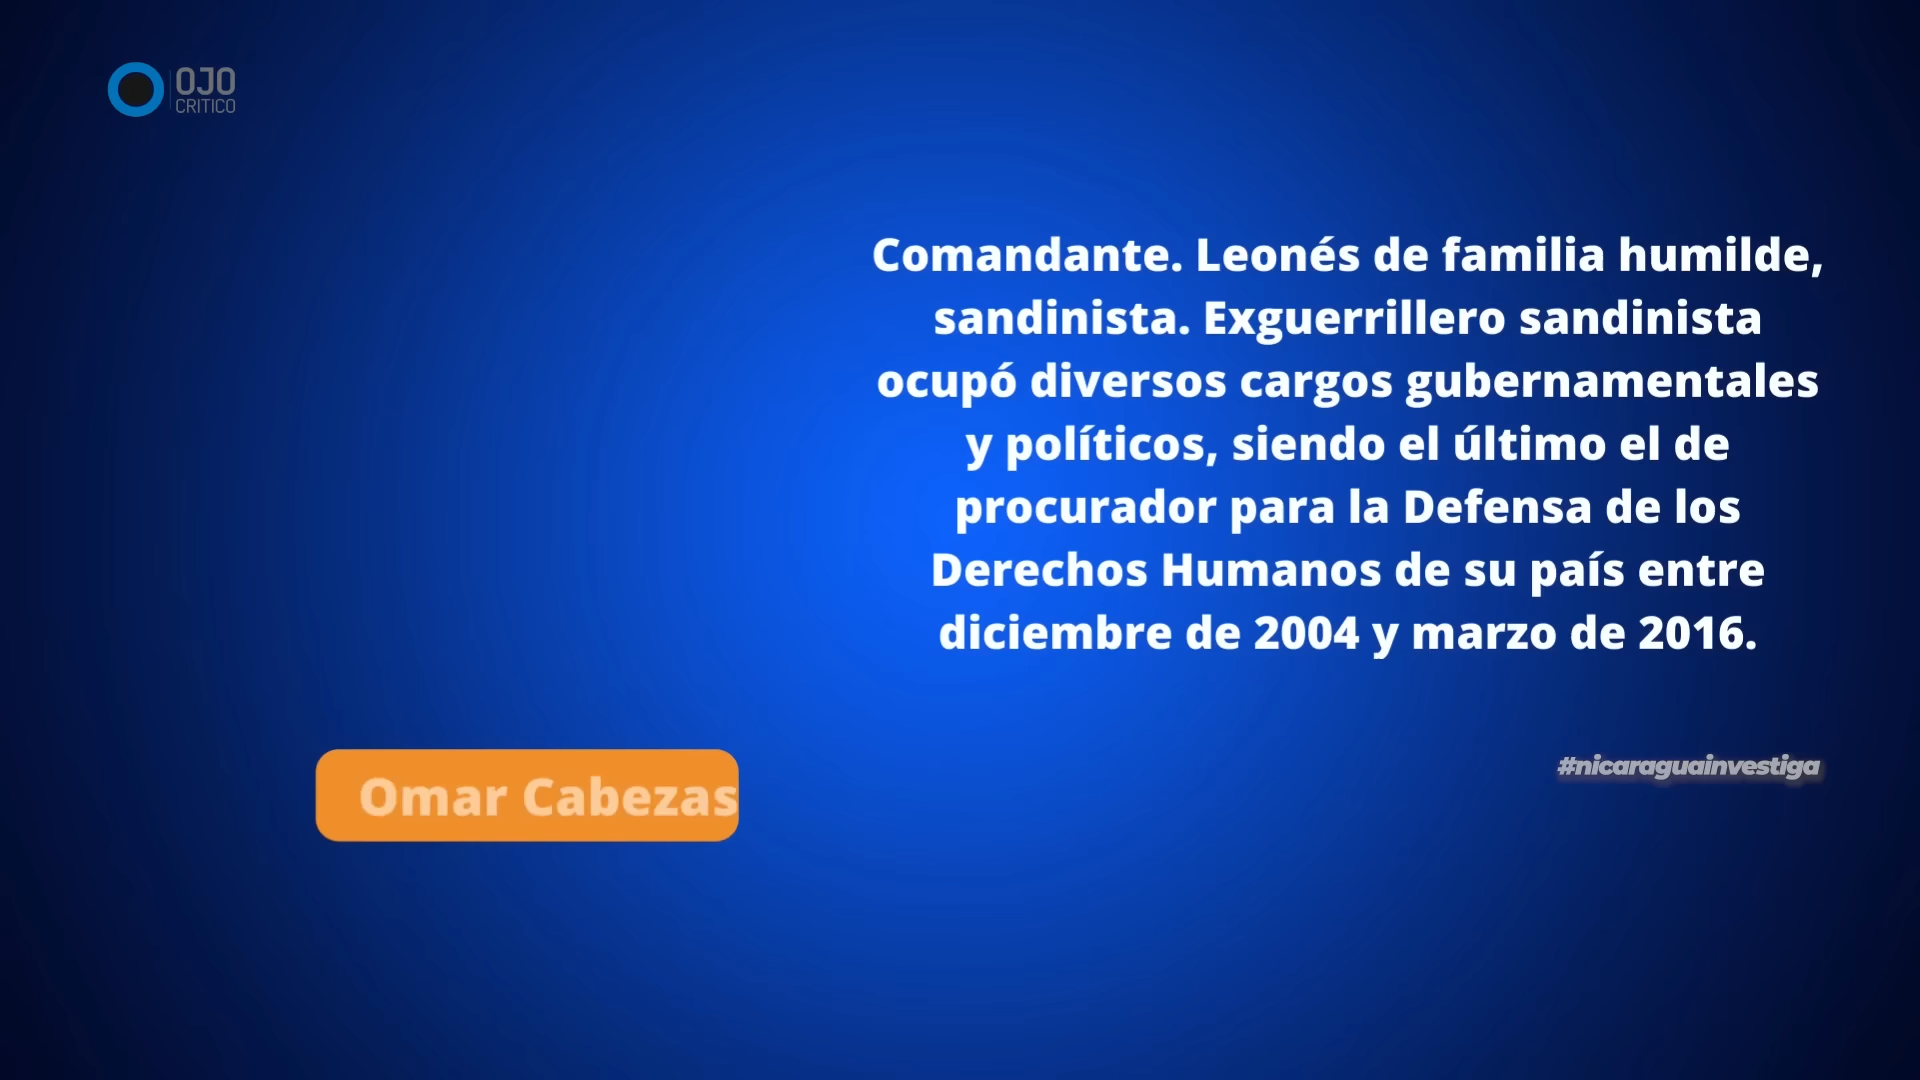 OJO
CRITICO
Comandante. Leonés de familia humilde,
sandinista. Exguerrillero sandinista
ocupó diversos cargos gubernamentales
y políticos, siendo el último el de
procurador para la Defensa de los
Derechos Humanos de su país entre
diciembre de 2004 y marzo de 2016.
#nicaraguainvestiga
Omar Cabezas